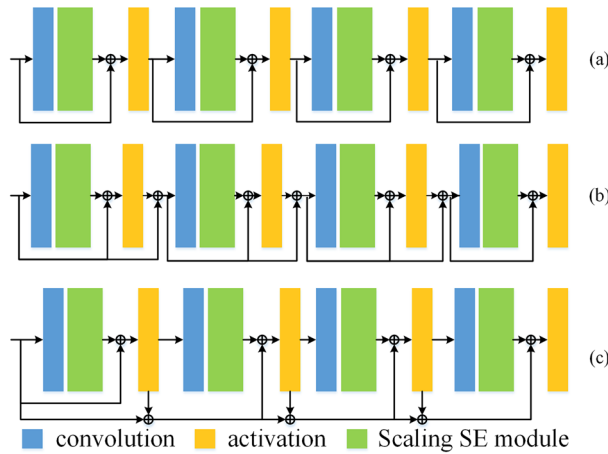 (a)
(b)
(c)
convolution activation Scaling SE module